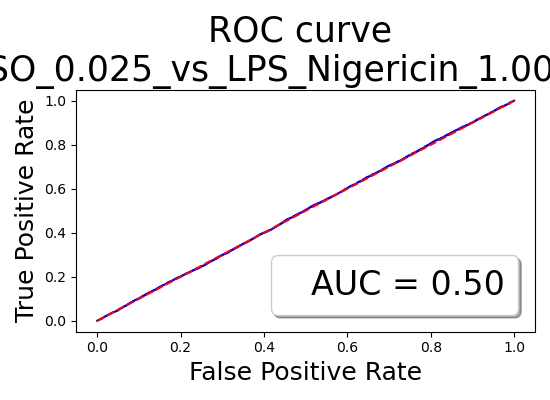 ROC curve
SO_0.025_vs_LPS_Nigericin_1.00
True Positive Rate
1.0
0.8
0.6
0.4
0.2
0.0
AUC = 0.50
0.0 0.2 0.4 0.6 0.8 1.0
False Positive Rate